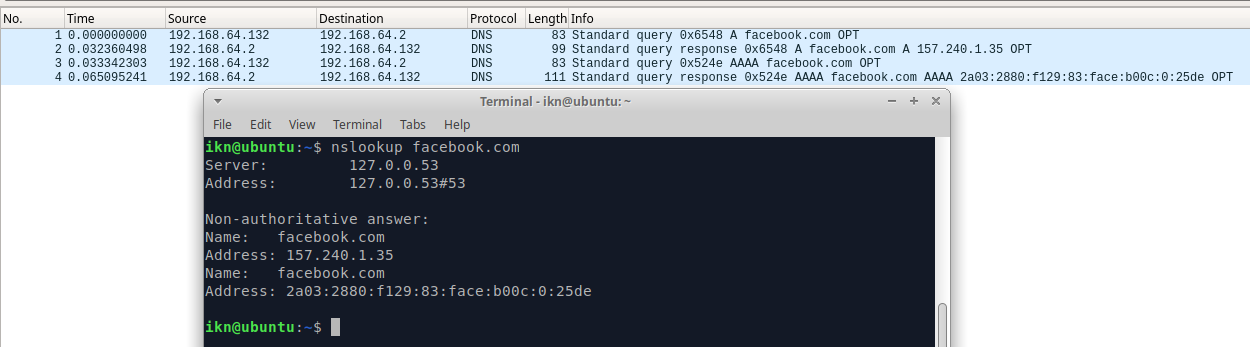 No. Time Source Destination Protocol Length Info
1 0.000000000 192.168.64.132 192.168.64.2 DNS 83 Standard query 0x6548 A facebook.com OPT
2 0.032360498 192.168.64.2 192.168.64.132 DNS 99 Standard query response 0x6548 A facebook.com A 157.240.1.35 OPT
3 0.033342303 192.168.64.132 192.168.64.2 DNS 83 Standard query 0x524e AAAA facebook.com OPT
4 0.065095241 192.168.64.2 192.168.64.132 DNS 111 Standard query response 0x524e AAAA facebook.com AAAA 2a03:2880:f129:83:face:b00c:0:25de OPT
Terminal - ikn@ubuntu: ~
File Edit View Terminal Tabs Help
ikn@ubuntu:~$ nslookup facebook.com
Server: 127.0.0.53
Address: 127.0.0.53#53
Non-authoritative answer:
Name: facebook.com
Address: 157.240.1.35
Name: facebook.com
Address: 2a03:2880:f129:83:face:b00c:0:25de
ikn@ubuntu:~$